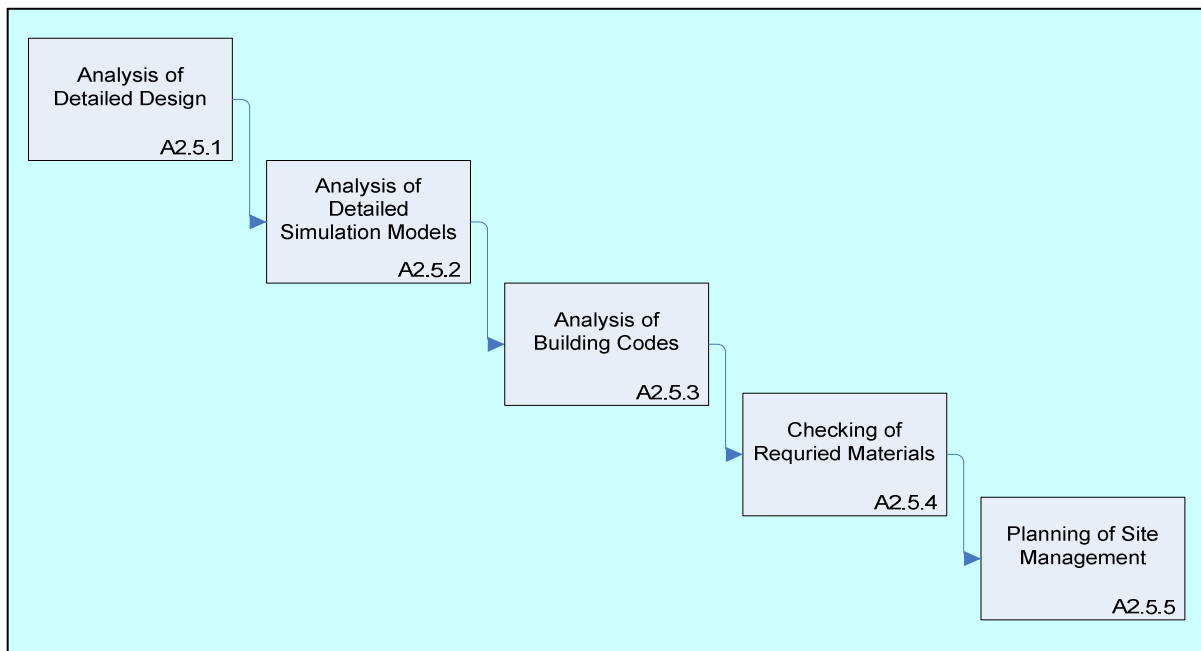 Analysis of
Detailed Design
A2.5.1
Analysis of
Detailed
Simulation Models
A2.5.2
Analysis of
Building Codes
A2.5.3
Checking of
Requried Materials
A2.5.4
Planning of Site
Management
A2.5.5